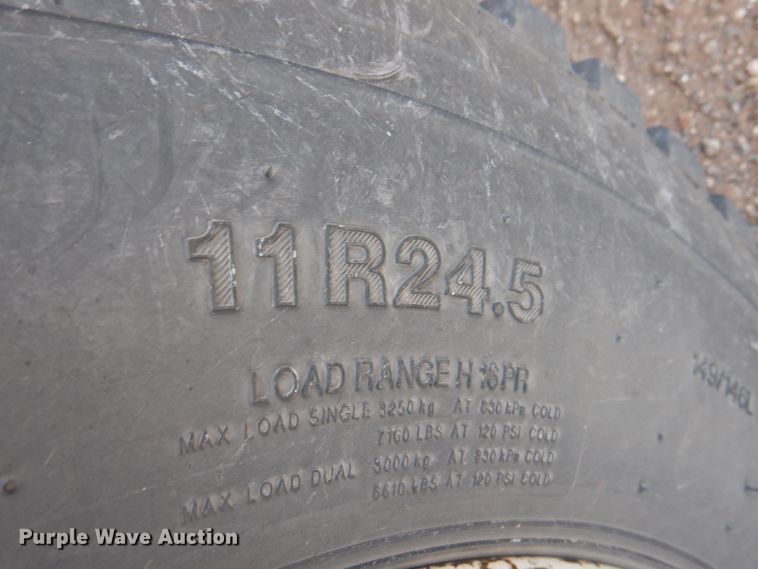 11R24.5
LOAD RANGE H 16PR
149/146L
MAX LOAD SINGLE 3250 kg AT 830 kPa COLD
7160 LBS AT 120 PSI COLD
MAX LOAD DUAL 3000 kg AT 830 kPa COLD
6610 LBS AT 120 PSI COLD
Purple Wave Auction